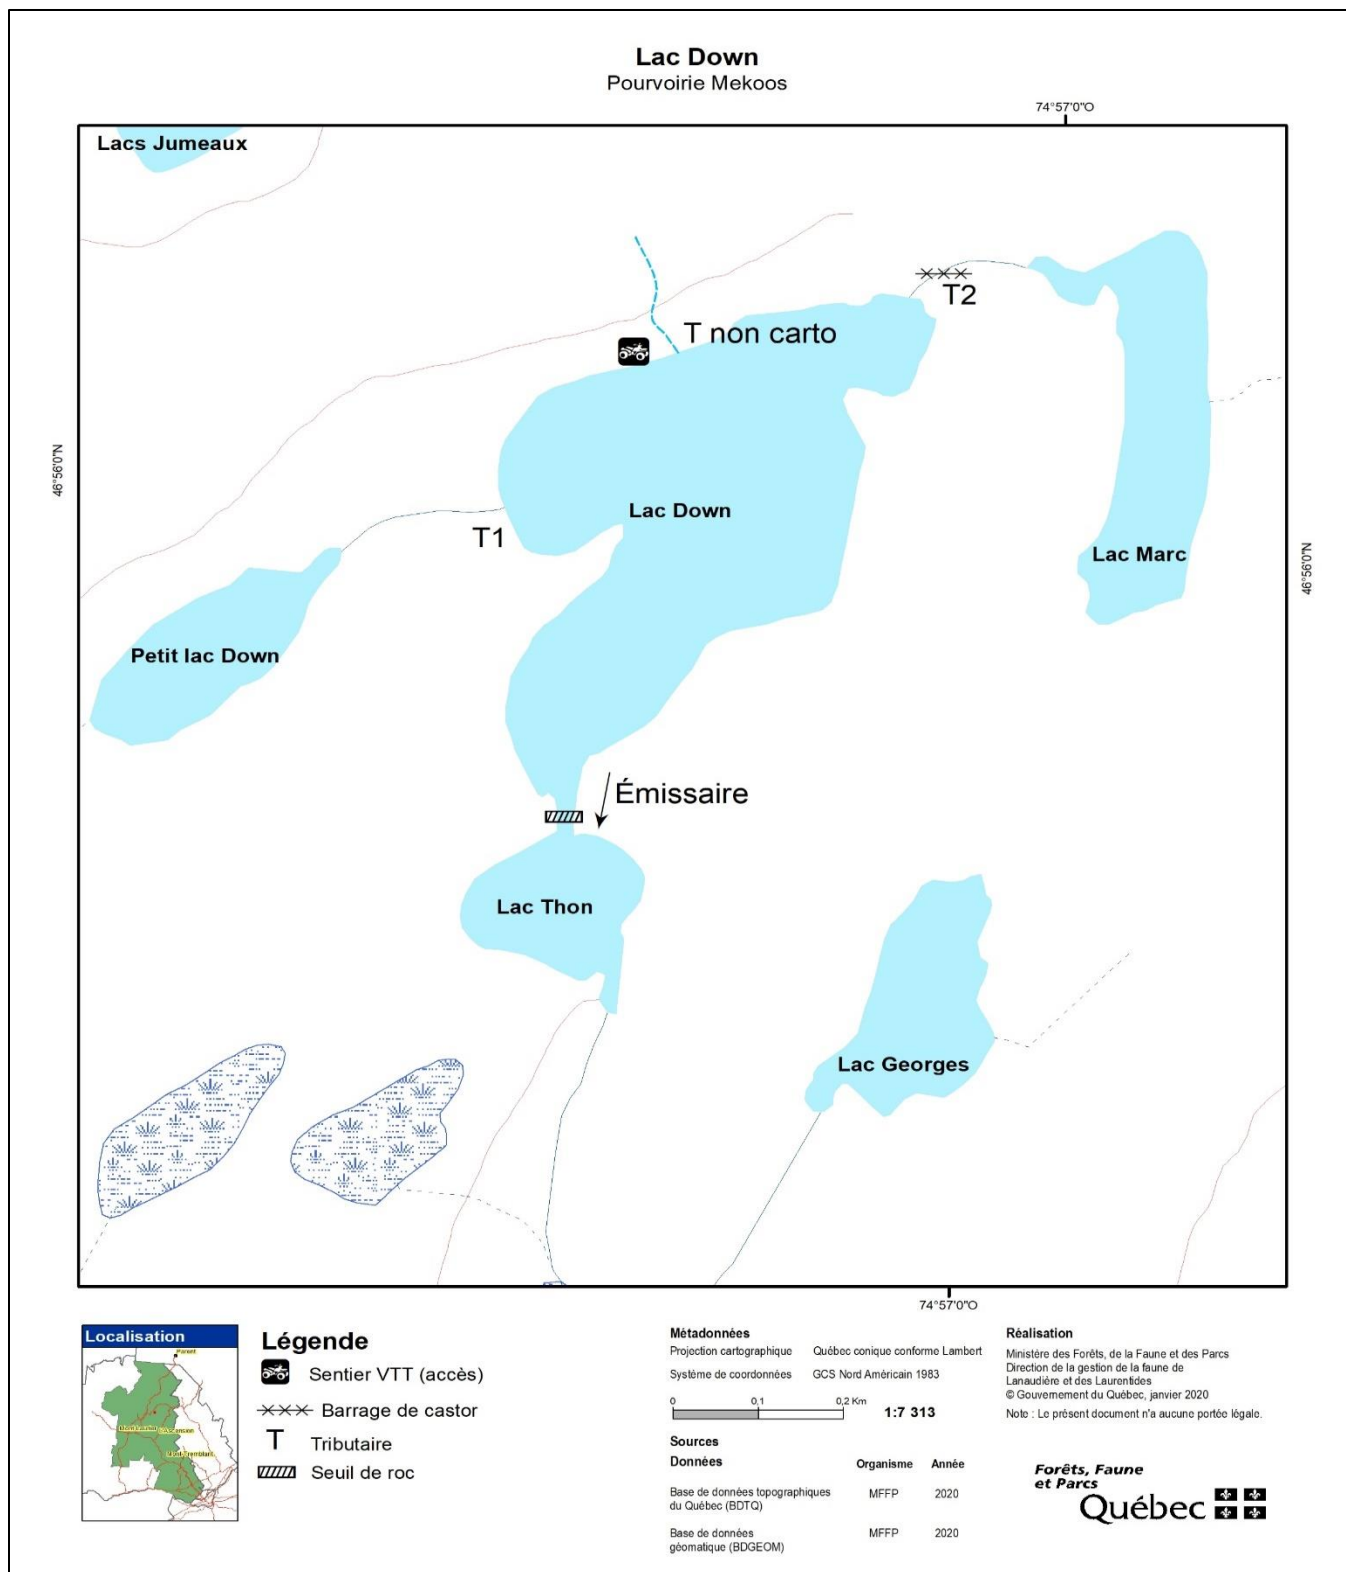 Lac Down
Pourvoirie Mekoos
74°57'0"O
Lacs Jumeaux
T2
T non carto
46°56'0"N
Lac Down
T1
Lac Marc
46°56'0"N
Petit lac Down
Émissaire
Lac Thon
Lac Georges
74°57'0"O
Localisation
Parent
L'Ascension
Mont-Tremblant
Légende
Sentier VTT (accès)
Barrage de castor
T Tributaire
Seuil de roc
Métadonnées
Projection cartographique Québec conique conforme Lambert
Système de coordonnées GCS Nord Américain 1983
0 0,1 0,2 Km
1:7 313
Sources
Données Organisme Année
Base de données topographiques
du Québec (BDTQ) MFFP 2020
Base de données
géomatique (BDGEOM) MFFP 2020
Réalisation
Ministère des Forêts, de la Faune et des Parcs
Direction de la gestion de la faune de
Lanaudière et des Laurentides
© Gouvernement du Québec, janvier 2020
Note : Le présent document n'a aucune portée légale.
Forêts, Faune
et Parcs
Québec